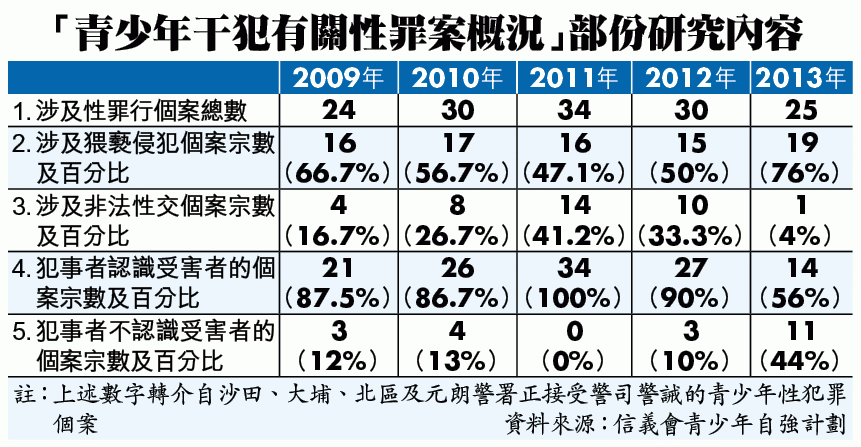 「青少年干犯有關性罪案概況」部份研究內容
2009年 2010年 2011年 2012年 2013年
1. 涉及性罪行個案總數 24 30 34 30 25
2. 涉及猥褻侵犯個案宗數 16 17 16 15 19
及百分比 (66.7%) (56.7%) (47.1%) (50%) (76%)
3. 涉及非法性交個案宗數 4 8 14 10 1
及百分比 (16.7%) (26.7%) (41.2%) (33.3%) (4%)
4. 犯事者認識受害者的個 21 26 34 27 14
案宗數及百分比 (87.5%) (86.7%) (100%) (90%) (56%)
5. 犯事者不認識受害者的 3 4 0 3 11
個案宗數及百分比 (12%) (13%) (0%) (10%) (44%)
註：上述數字轉介自沙田、大埔、北區及元朗警署正接受警司警誡的青少年性犯罪
個案 資料來源：信義會青少年自強計劃